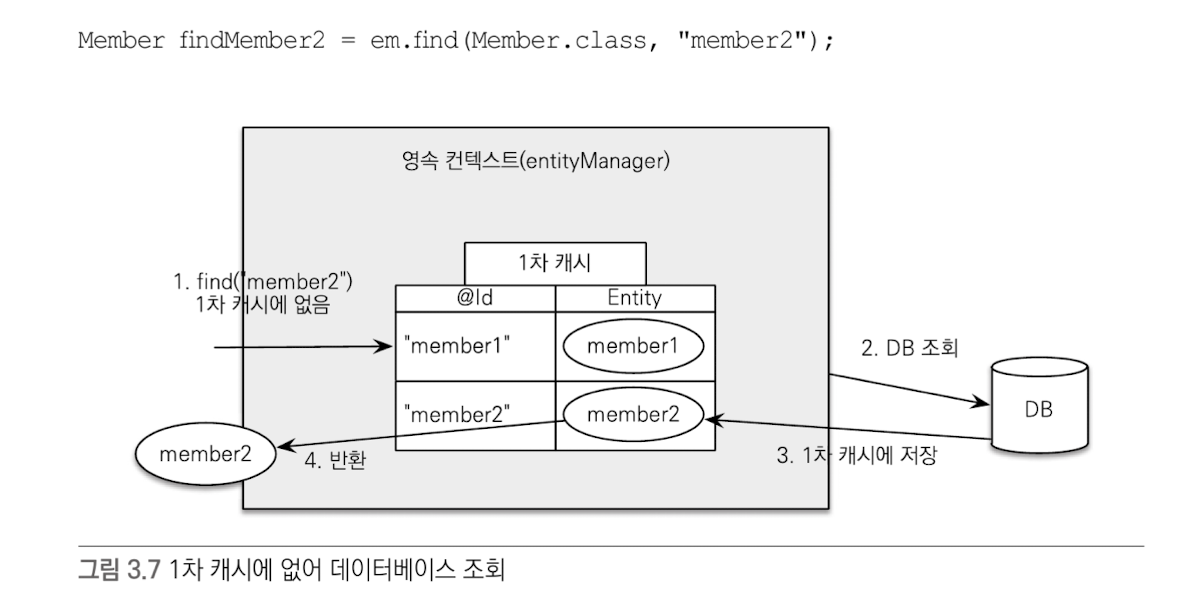 Member findMember2 = em.find(Member.class, "member2");
영속 컨텍스트(entityManager)
1차 캐시
1. find("member2")
1차 캐시에 없음
@Id
Entity
"member1"
member1
2. DB 조회
"member2"
member2
DB
member2
4. 반환
3. 1차 캐시에 저장
그림 3.7 1차 캐시에 없어 데이터베이스 조회